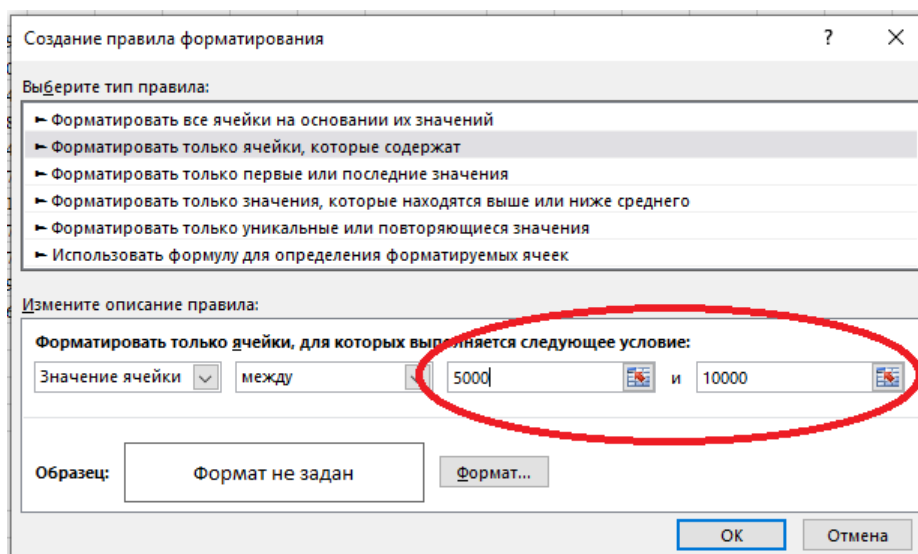 Создание правила форматирования ? ×
Выберите тип правила:
► Форматировать все ячейки на основании их значений
► Форматировать только ячейки, которые содержат
► Форматировать только первые или последние значения
► Форматировать только значения, которые находятся выше или ниже среднего
► Форматировать только уникальные или повторяющиеся значения
► Использовать формулу для определения форматируемых ячеек
Измените описание правила:
Форматировать только ячейки, для которых выполняется следующее условие:
Значение ячейки между 5000 и 10000
Образец: Формат не задан Формат...
ОК Отмена